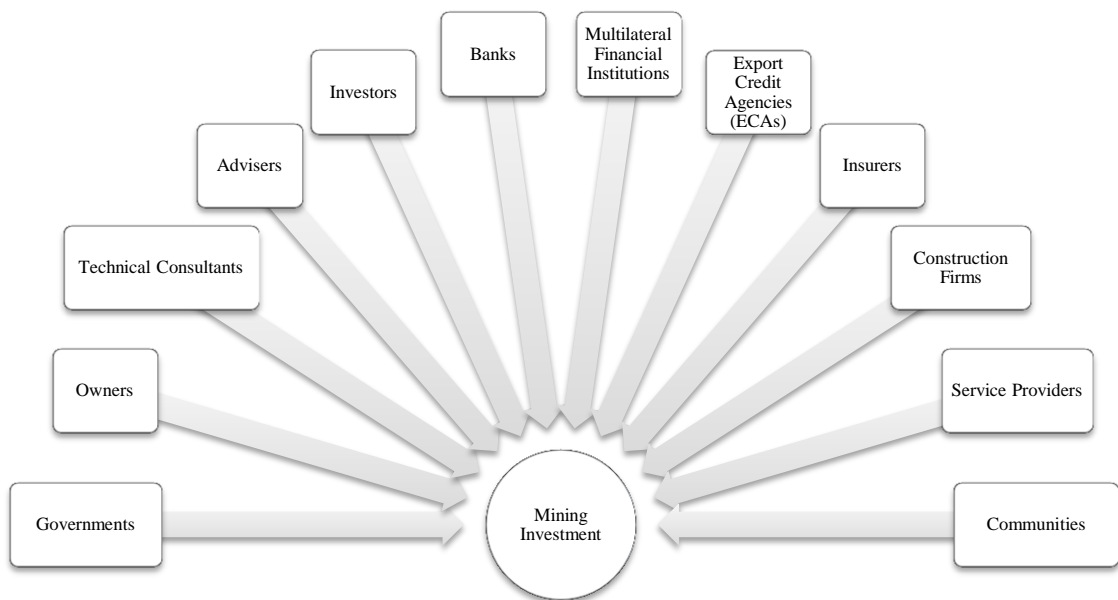 Banks
Multilateral
Financial
Institutions
Export
Credit
Agencies
(ECAs)
Investors
Advisers
Insurers
Technical Consultants
Construction
Firms
Owners
Service Providers
Governments
Mining
Investment
Communities